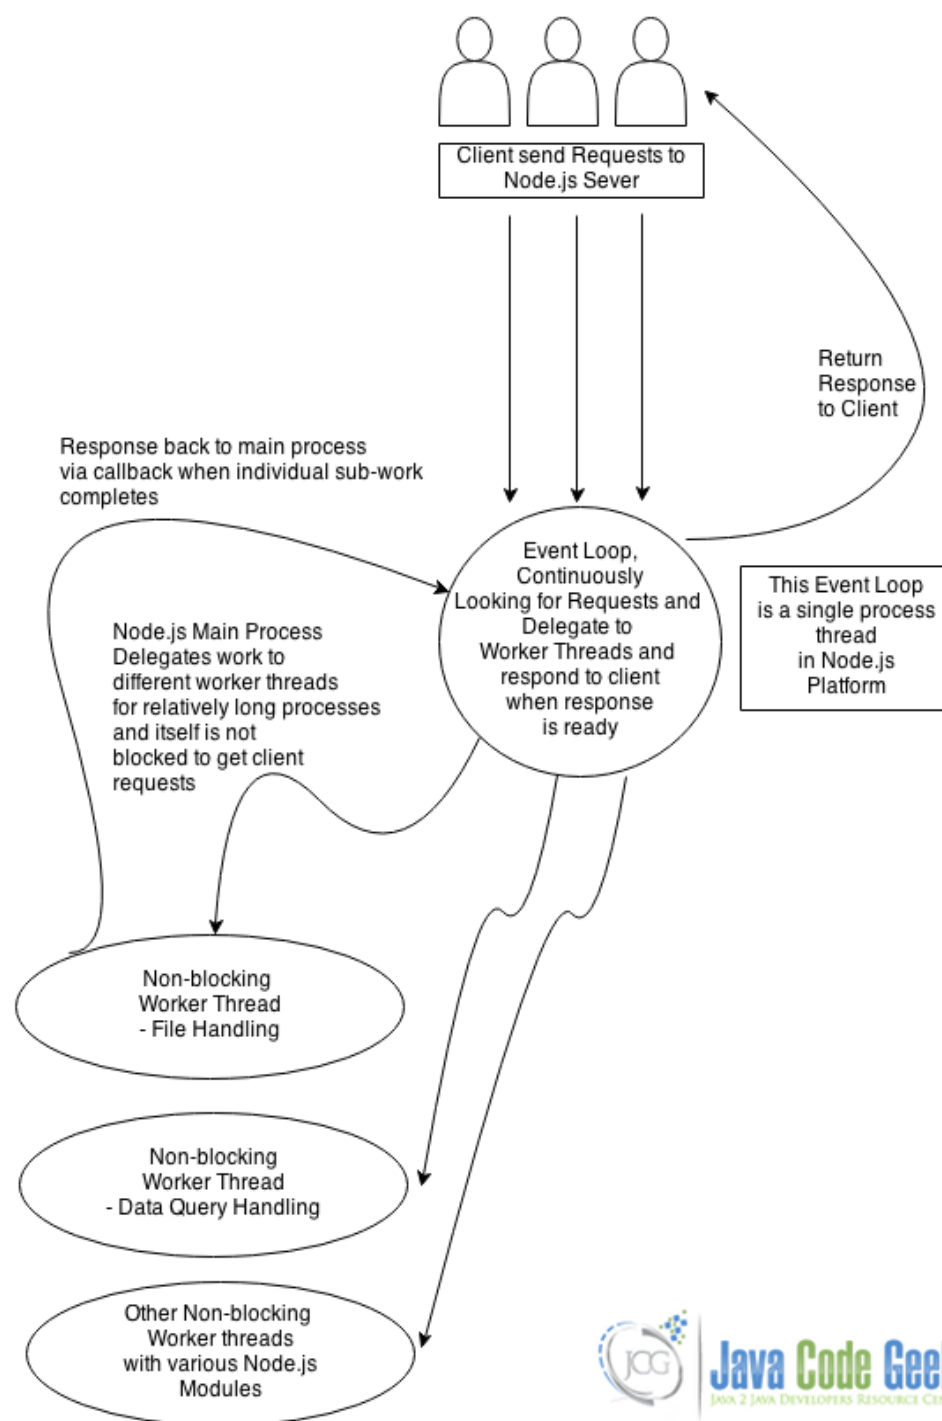 Client send Requests to
Node.js Sever
Return
Response
to Client
Response back to main process
via callback when individual sub-work
completes
Event Loop,
Continuously
Looking for Requests and
Delegate to
Worker Threads and
respond to client
when response
is ready
This Event Loop
is a single process
thread
in Node.js
Platform
Node.js Main Process
Delegates work to
different worker threads
for relatively long processes
and itself is not
blocked to get client
requests
Non-blocking
Worker Thread
- File Handling
Non-blocking
Worker Thread
- Data Query Handling
Other Non-blocking
Worker threads
with various Node.js
Modules
JCG
Java Code Gee
JAVA 2 JAVA DEVELOPERS RESOURCE